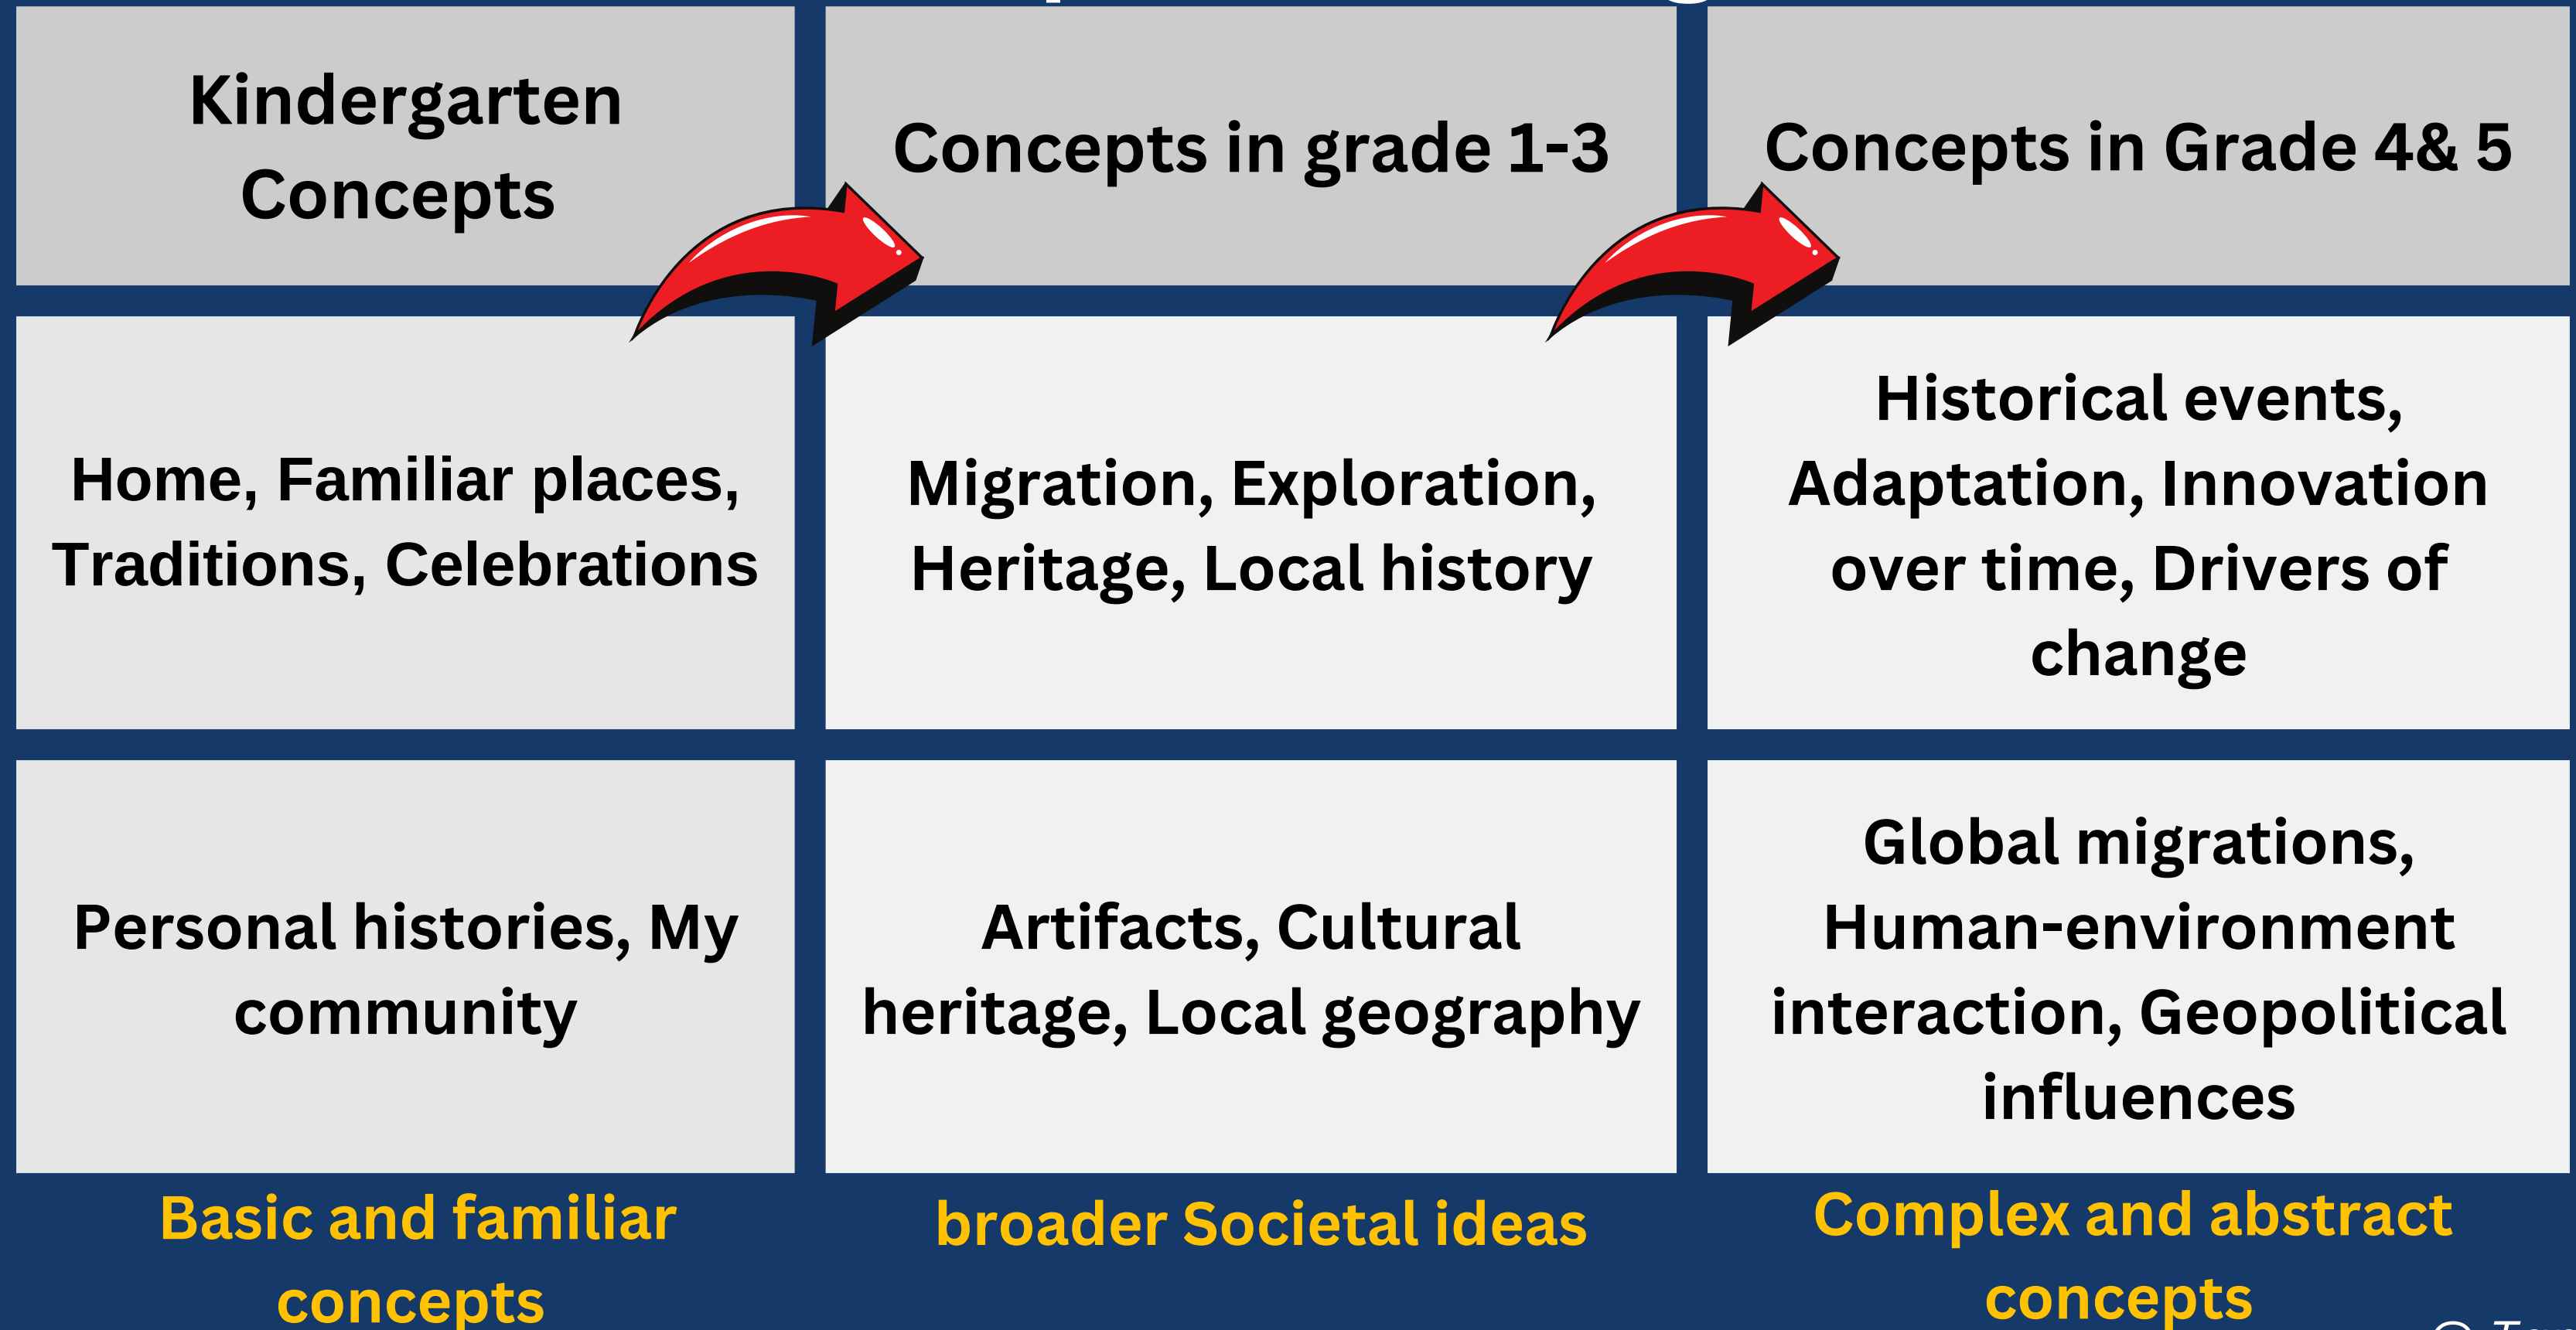 Kindergarten
Concepts
Concepts in grade 1-3
Concepts in Grade 4& 5
Home, Familiar places,
Traditions, Celebrations
Migration, Exploration,
Heritage, Local history
Historical events,
Adaptation, Innovation
over time, Drivers of
change
Personal histories, My
community
Artifacts, Cultural
heritage, Local geography
Global migrations,
Human-environment
interaction, Geopolitical
influences
Basic and familiar
concepts
broader Societal ideas
Complex and abstract
concepts